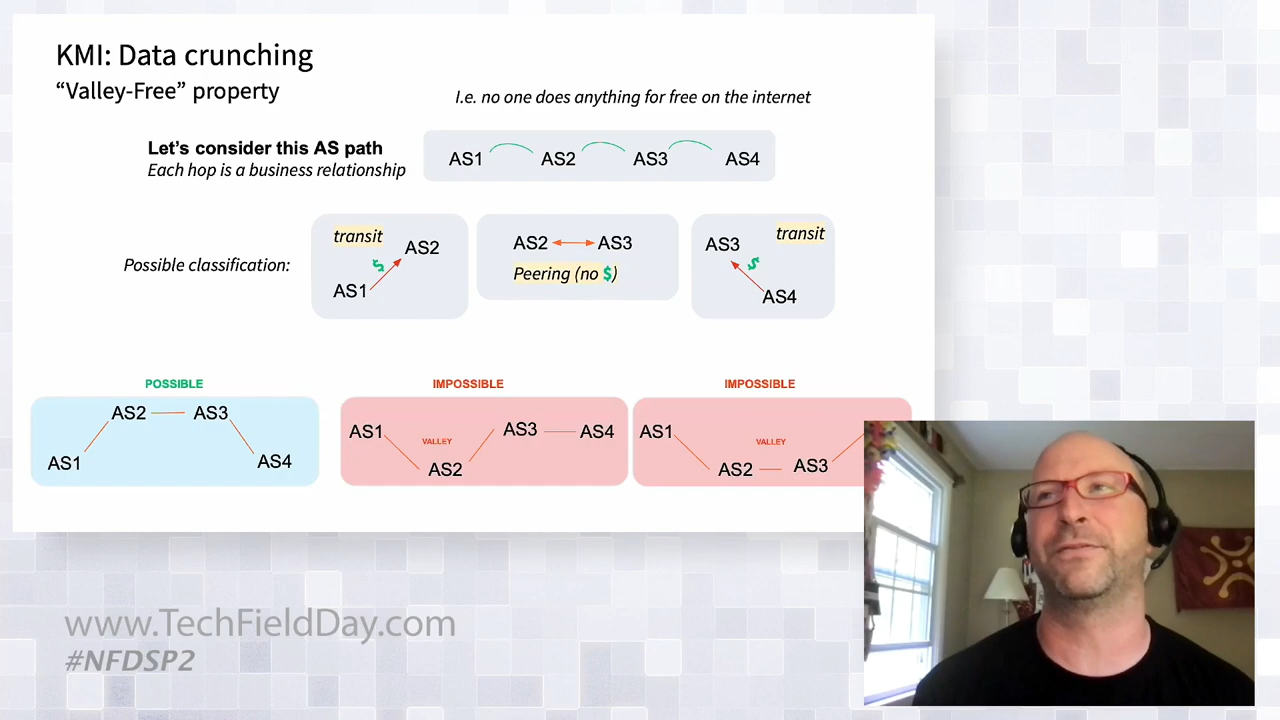 KMI: Data crunching
“Valley-Free” property
I.e. no one does anything for free on the internet
Let’s consider this AS path
Each hop is a business relationship
AS1 AS2 AS3 AS4
Possible classification:
transit
AS2
$
AS1
AS2 AS3
Peering (no $)
transit
AS3
$
AS4
POSSIBLE
AS2 AS3
AS1 AS4
IMPOSSIBLE
AS1 AS3 AS4
VALLEY
AS2
IMPOSSIBLE
AS1
VALLEY
AS2 AS3
www.TechFieldDay.com
#NFDSP2